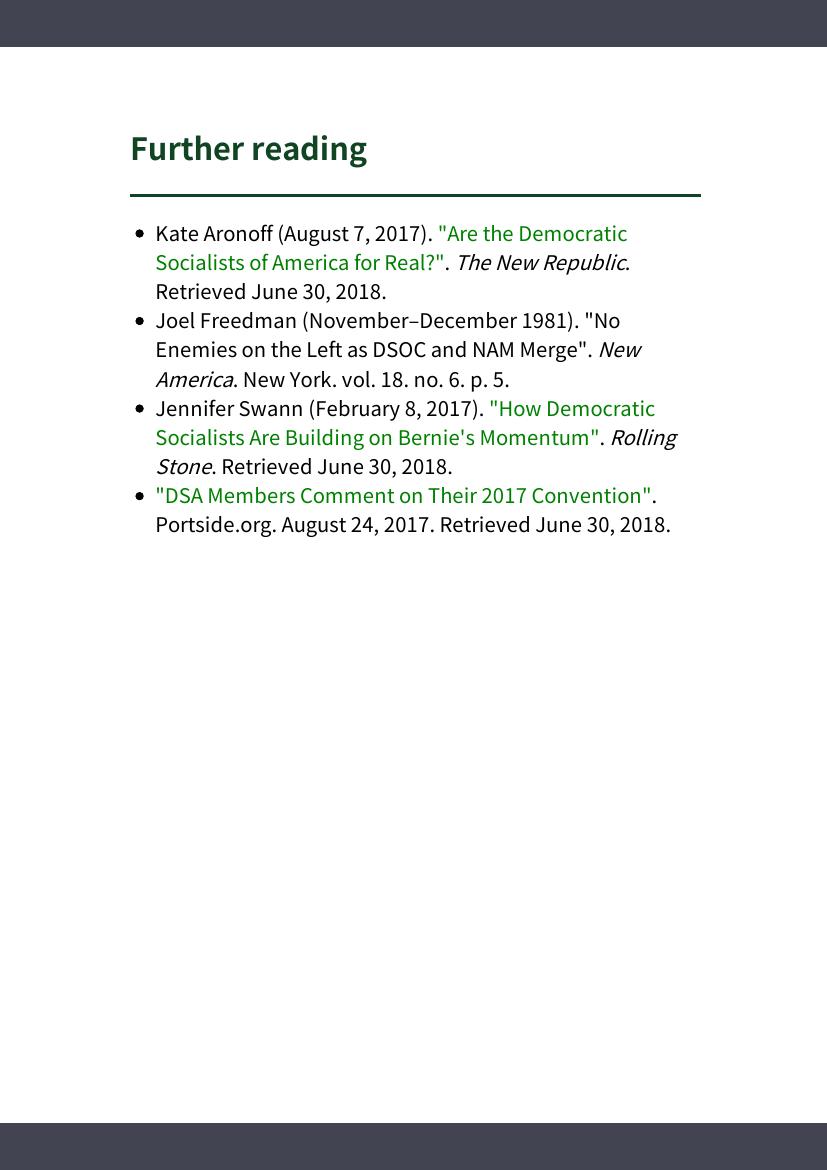 Further reading
• Kate Aronoff (August 7, 2017). "Are the Democratic
Socialists of America for Real?". The New Republic.
Retrieved June 30, 2018.
• Joel Freedman (November–December 1981). "No
Enemies on the Left as DSOC and NAM Merge". New
America. New York. vol. 18. no. 6. p. 5.
• Jennifer Swann (February 8, 2017). "How Democratic
Socialists Are Building on Bernie's Momentum". Rolling
Stone. Retrieved June 30, 2018.
• "DSA Members Comment on Their 2017 Convention".
Portside.org. August 24, 2017. Retrieved June 30, 2018.